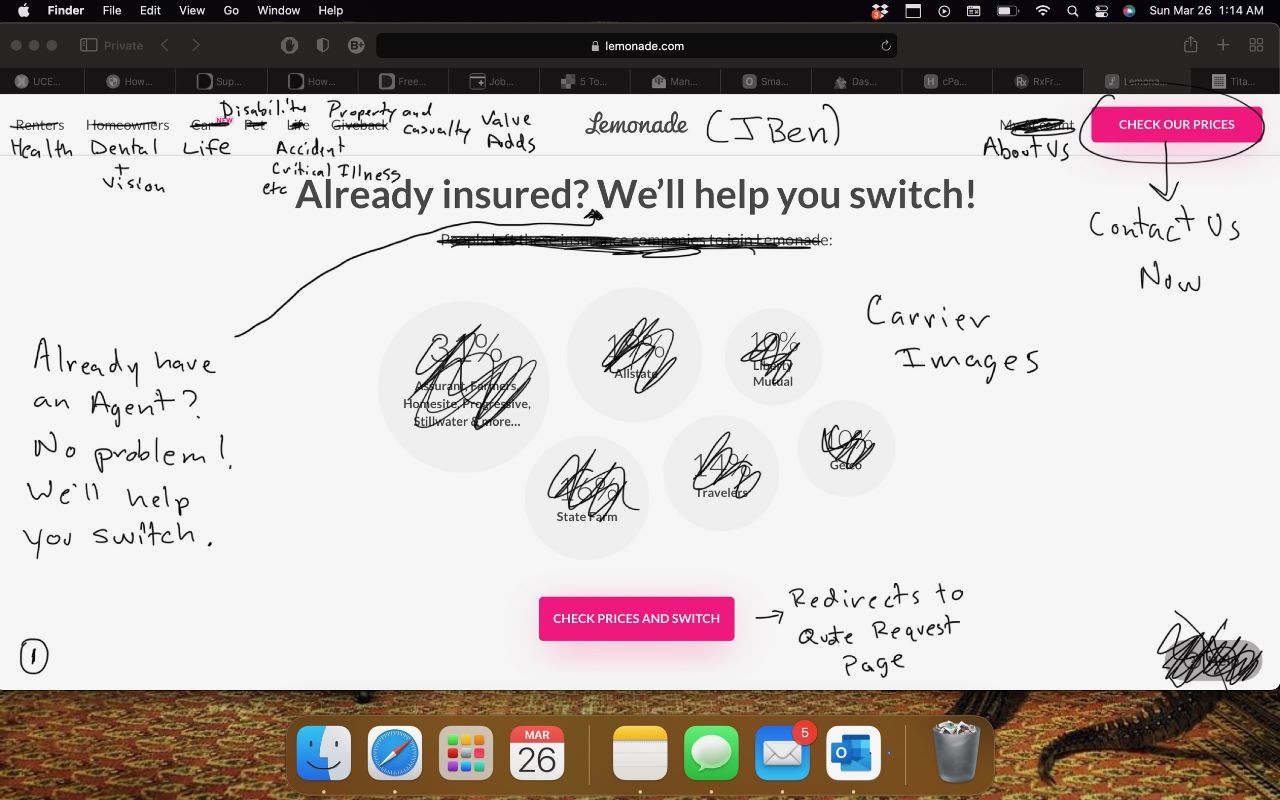 Finder File Edit View Go Window Help
3 Sun Mar 26 1:14 AM
Private lemonade.com
UCE... How... Sup... How... Free... Job... 5 To... Man... Sma... Das... cPa... RxFr... Lemona... Tita...
Disability Property and
Renters Homeowners Car NEW Pet Life Giveback Casualty Value Adds Lemonade (JBen) My Account CHECK OUR PRICES
Health Dental Life Accident About Us
+ Critical Illness
Vision etc
Already insured? We'll help you switch!
People left these insurance companies to join Lemonade:
Contact Us
Now
Carrier
Images
31%
Assurant, Farmers,
Homesite, Progressive,
Stillwater & more...
Allstate
Liberty
Mutual
Already have
an Agent?
No problem!
We'll help
you switch.
Geico
14%
Travelers
16%
State Farm
CHECK PRICES AND SWITCH
Redirects to
Quote Request
Page
1
MAR
26
5